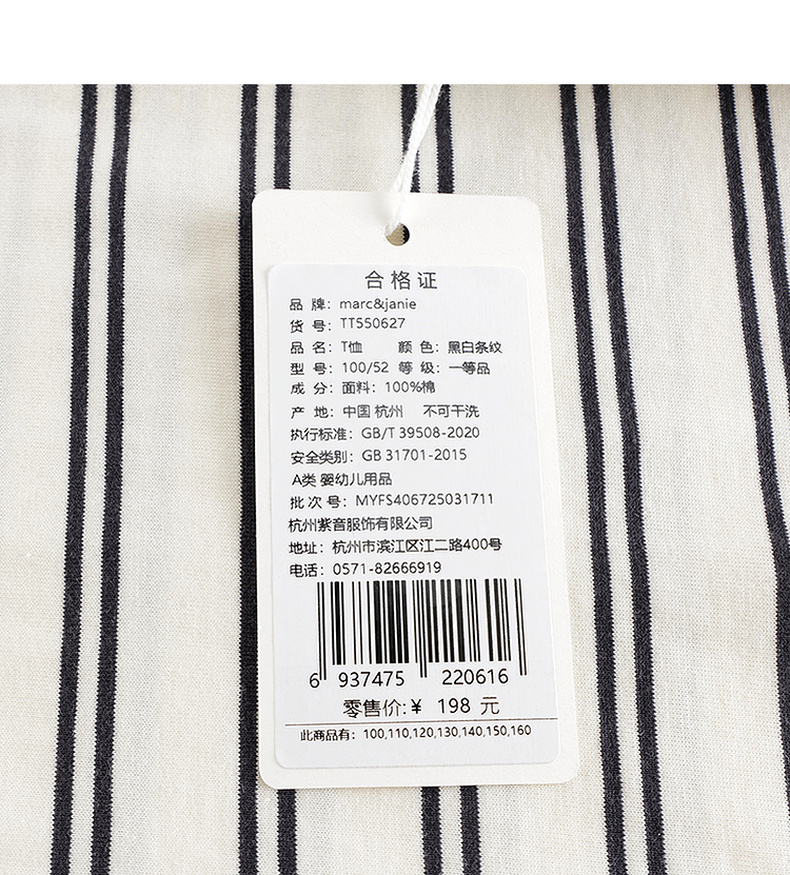 合格证
品 牌：marc&janie
货 号：TT550627
品 名：T恤 颜 色：黑白条纹
型 号：100/52 等 级：一等品
成 分：面料：100%棉
产 地：中国 杭州 不可干洗
执行标准：GB/T 39508-2020
安全类别：GB 31701-2015
A类 婴幼儿用品
批 次 号：MYFS406725031711
杭州紫音服饰有限公司
地址：杭州市滨江区江二路400号
电话：0571-82666919
6 937475 220616
零售价:¥ 198 元
此商品有：100,110,120,130,140,150,160